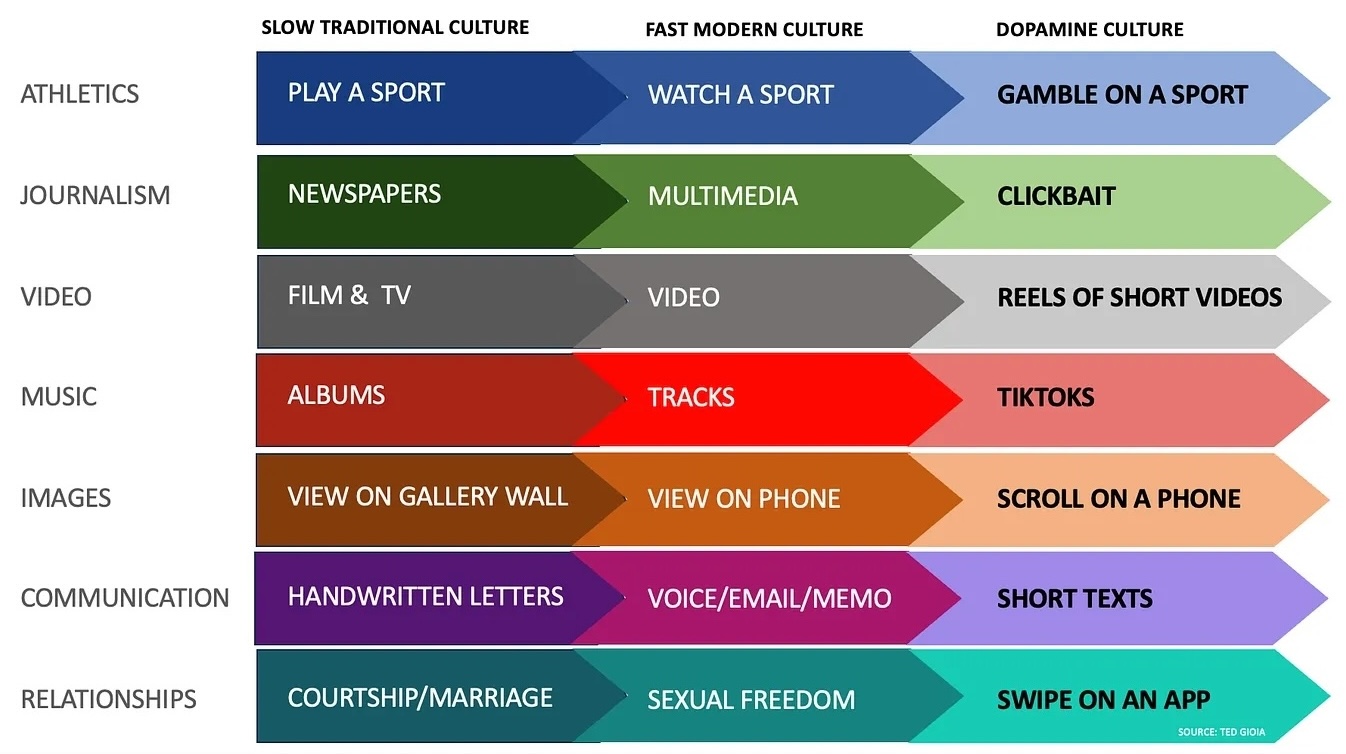 SLOW TRADITIONAL CULTURE FAST MODERN CULTURE DOPAMINE CULTURE
ATHLETICS PLAY A SPORT WATCH A SPORT GAMBLE ON A SPORT
JOURNALISM NEWSPAPERS MULTIMEDIA CLICKBAIT
VIDEO FILM & TV VIDEO REELS OF SHORT VIDEOS
MUSIC ALBUMS TRACKS TIKTOKS
IMAGES VIEW ON GALLERY WALL VIEW ON PHONE SCROLL ON A PHONE
COMMUNICATION HANDWRITTEN LETTERS VOICE/EMAIL/MEMO SHORT TEXTS
RELATIONSHIPS COURTSHIP/MARRIAGE SEXUAL FREEDOM SWIPE ON AN APP
SOURCE: TED GIOIA